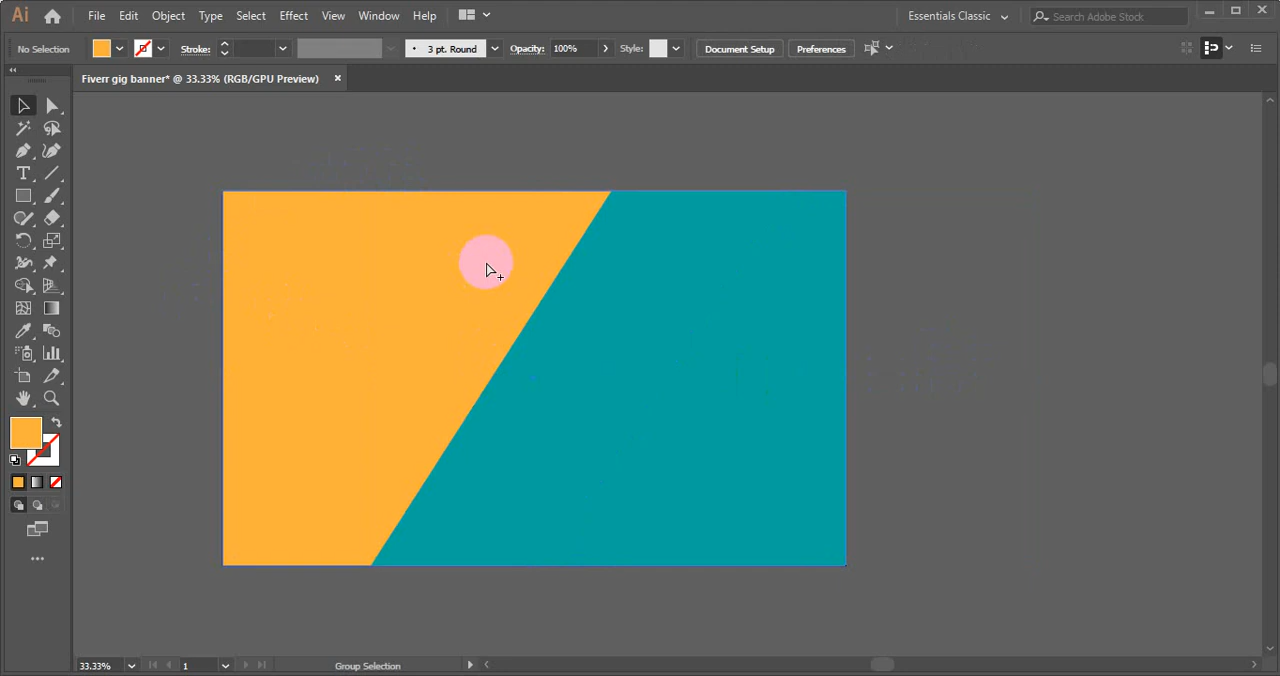 Ai File Edit Object Type Select Effect View Window Help Essentials Classic Search Adobe Stock
No Selection Stroke: 3 pt. Round Opacity: 100% Style: Document Setup Preferences
Fiverr gig banner* @ 33.33% (RGB/GPU Preview)
33.33% 1 Group Selection